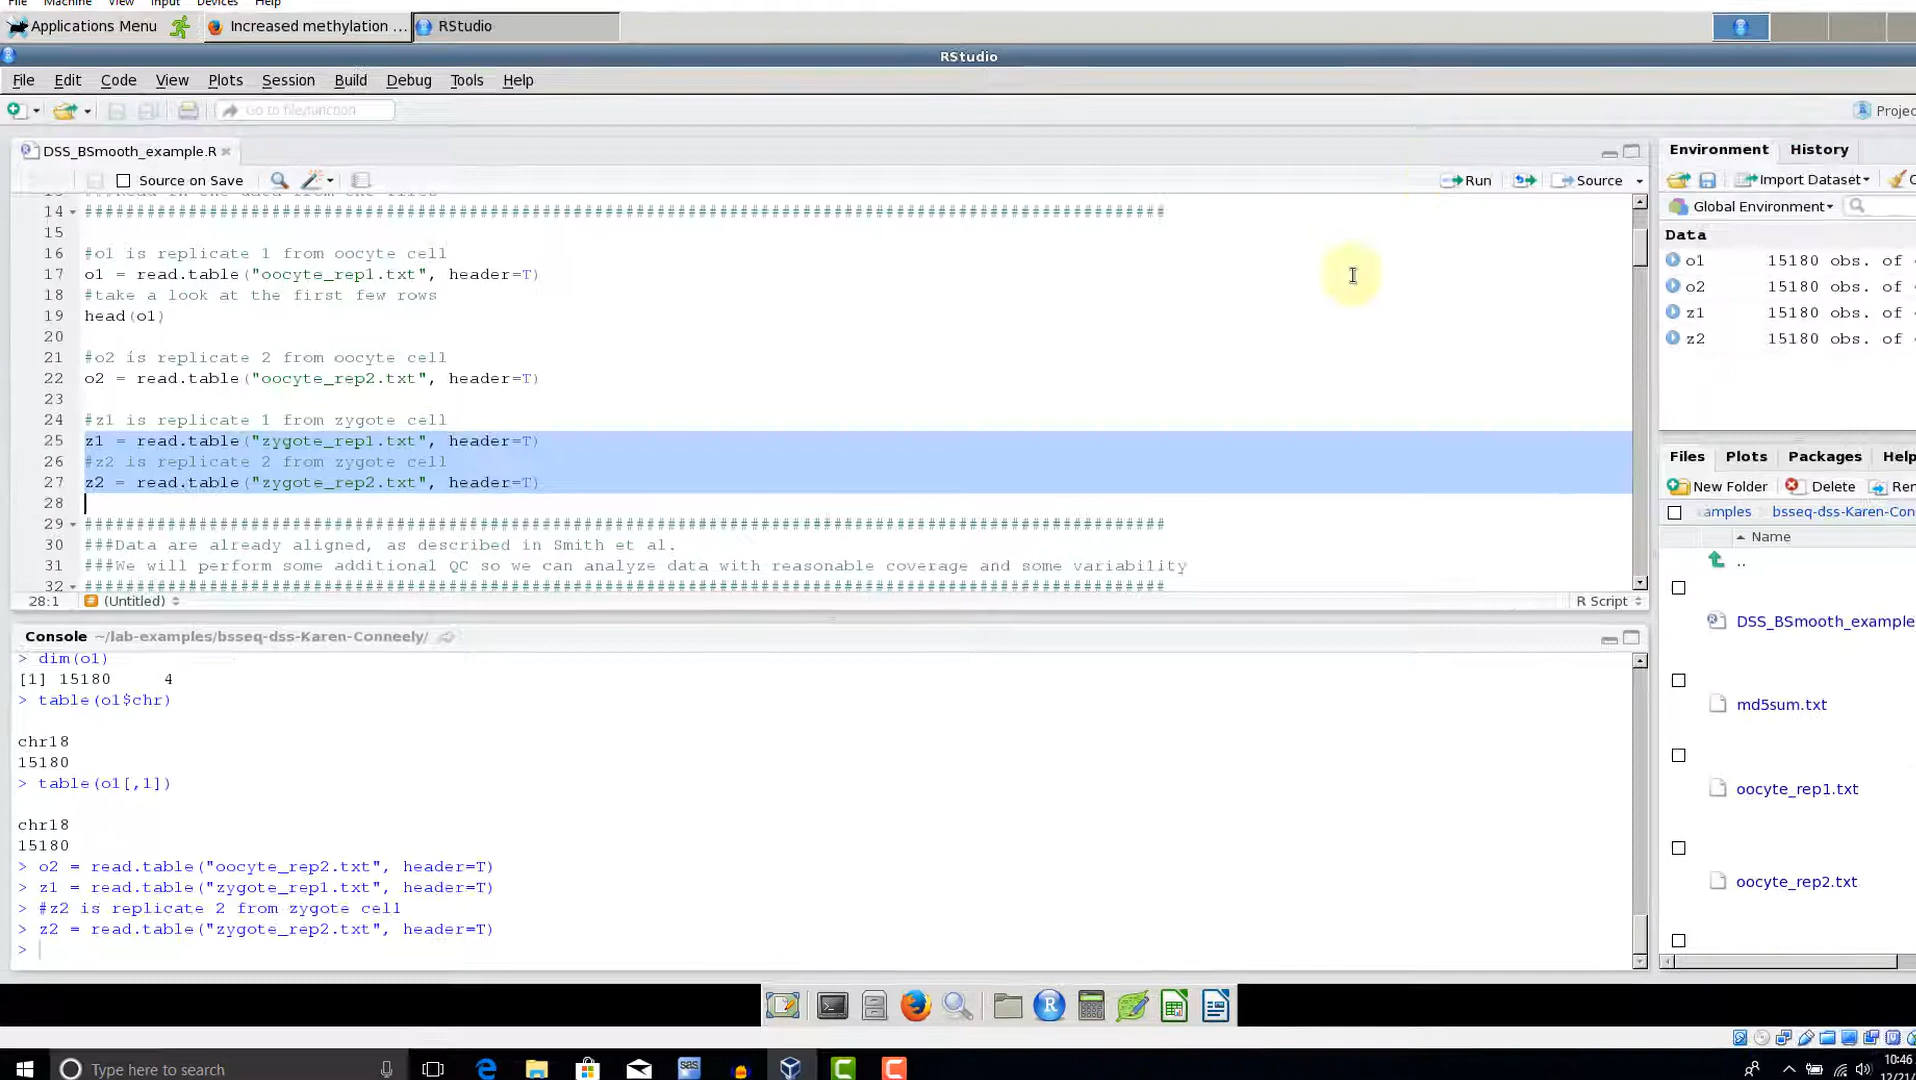 File Machine View Input Devices Help
Applications Menu Increased methylation ... RStudio
RStudio
File Edit Code View Plots Session Build Debug Tools Help
Go to file/function
DSS_BSmooth_example.R
Source on Save Run Source
14 ####################################################################################################
15
16 #o1 is replicate 1 from oocyte cell
17 o1 = read.table("oocyte_rep1.txt", header=T)
18 #take a look at the first few rows
19 head(o1)
20
21 #o2 is replicate 2 from oocyte cell
22 o2 = read.table("oocyte_rep2.txt", header=T)
23
24 #z1 is replicate 1 from zygote cell
25 z1 = read.table("zygote_rep1.txt", header=T)
26 #z2 is replicate 2 from zygote cell
27 z2 = read.table("zygote_rep2.txt", header=T)
28
29 ####################################################################################################
30 ###Data are already aligned, as described in Smith et al.
31 ###We will perform some additional QC so we can analyze data with reasonable coverage and some variability
32 ####################################################################################################
28:1 (Untitled) R Script
Console ~/lab-examples/bsseq-dss-Karen-Conneely/
> dim(o1)
[1] 15180 4
> table(o1$chr)
chr18
15180
> table(o1[,1])
chr18
15180
> o2 = read.table("oocyte_rep2.txt", header=T)
> z1 = read.table("zygote_rep1.txt", header=T)
> #z2 is replicate 2 from zygote cell
> z2 = read.table("zygote_rep2.txt", header=T)
>
Environment History
Import Dataset
Global Environment
Data
o1 15180 obs. of
o2 15180 obs. of
z1 15180 obs. of
z2 15180 obs. of
Files Plots Packages Help
New Folder Delete Ren
amples bsseq-dss-Karen-Con
Name
..
DSS_BSmooth_example
md5sum.txt
oocyte_rep1.txt
oocyte_rep2.txt
Type here to search
sas
10:46